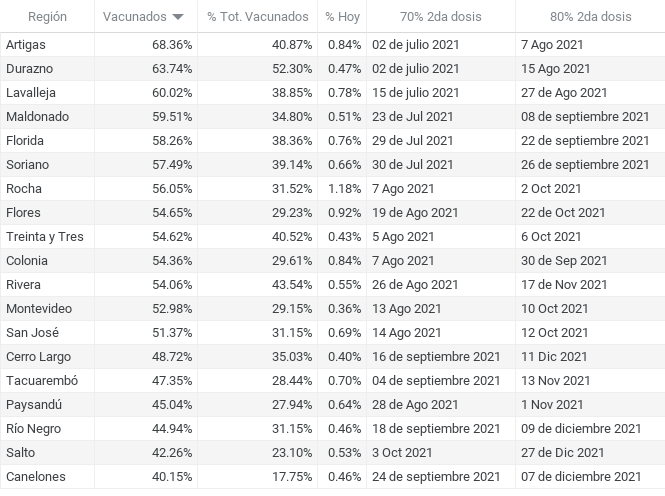 Región Vacunados % Tot. Vacunados % Hoy 70% 2da dosis 80% 2da dosis
Artigas 68.36% 40.87% 0.84% 02 de julio 2021 7 Ago 2021
Durazno 63.74% 52.30% 0.47% 02 de julio 2021 15 Ago 2021
Lavalleja 60.02% 38.85% 0.78% 15 de julio 2021 27 de Ago 2021
Maldonado 59.51% 34.80% 0.51% 23 de Jul 2021 08 de septiembre 2021
Florida 58.26% 38.36% 0.76% 29 de Jul 2021 22 de septiembre 2021
Soriano 57.49% 39.14% 0.66% 30 de Jul 2021 26 de septiembre 2021
Rocha 56.05% 31.52% 1.18% 7 Ago 2021 2 Oct 2021
Flores 54.65% 29.23% 0.92% 19 de Ago 2021 22 de Oct 2021
Treinta y Tres 54.62% 40.52% 0.43% 5 Ago 2021 6 Oct 2021
Colonia 54.36% 29.61% 0.84% 7 Ago 2021 30 de Sep 2021
Rivera 54.06% 43.54% 0.55% 26 de Ago 2021 17 de Nov 2021
Montevideo 52.98% 29.15% 0.36% 13 Ago 2021 10 Oct 2021
San José 51.37% 31.15% 0.69% 14 Ago 2021 12 Oct 2021
Cerro Largo 48.72% 35.03% 0.40% 16 de septiembre 2021 11 Dic 2021
Tacuarembó 47.35% 28.44% 0.70% 04 de septiembre 2021 13 Nov 2021
Paysandú 45.04% 27.94% 0.64% 28 de Ago 2021 1 Nov 2021
Río Negro 44.94% 31.15% 0.46% 18 de septiembre 2021 09 de diciembre 2021
Salto 42.26% 23.10% 0.53% 3 Oct 2021 27 de Dic 2021
Canelones 40.15% 17.75% 0.46% 24 de septiembre 2021 07 de diciembre 2021